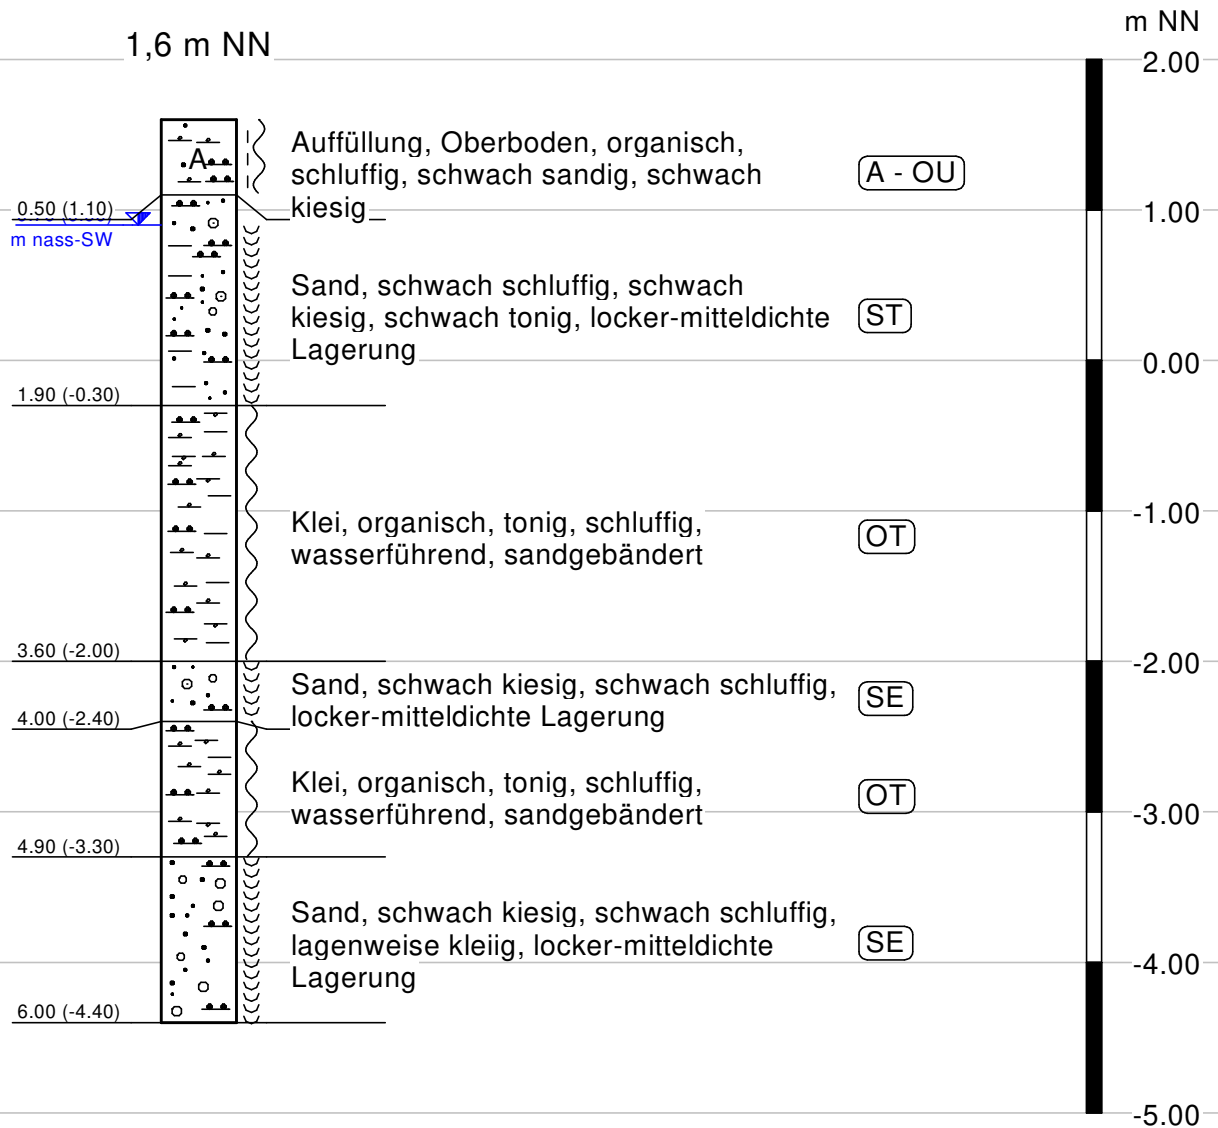 m NN
1,6 m NN
2.00
Auffüllung, Oberboden, organisch,
schluffig, schwach sandig, schwach
kiesig
A - OU
A
0.50 (1.10)
1.00
m nass-SW
Sand, schwach schluffig, schwach
kiesig, schwach tonig, locker-mitteldichte
Lagerung
ST
0.00
1.90 (-0.30)
Klei, organisch, tonig, schluffig,
wasserführend, sandgebändert
OT
-1.00
3.60 (-2.00)
-2.00
Sand, schwach kiesig, schwach schluffig,
locker-mitteldichte Lagerung
SE
4.00 (-2.40)
Klei, organisch, tonig, schluffig,
wasserführend, sandgebändert
OT
-3.00
4.90 (-3.30)
Sand, schwach kiesig, schwach schluffig,
lagenweise kleiig, locker-mitteldichte
Lagerung
SE
-4.00
6.00 (-4.40)
-5.00